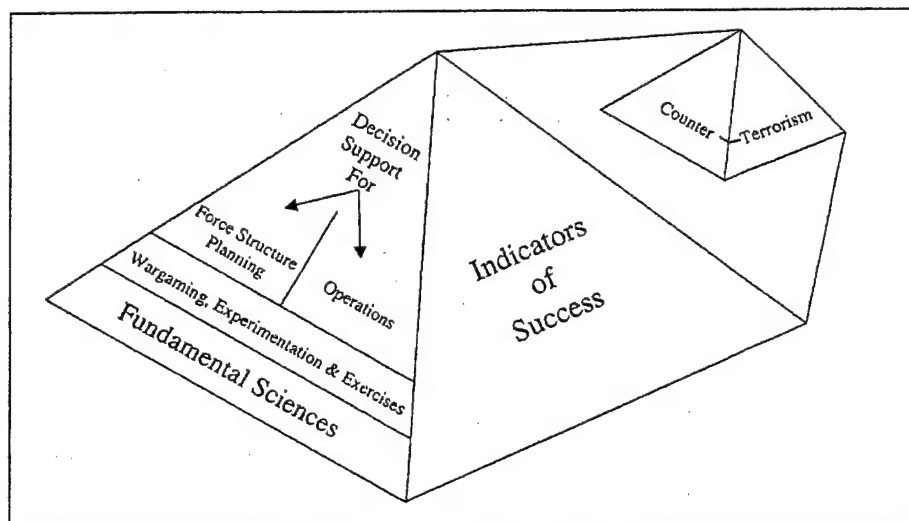 Decision
Support
For
Force Structure
Planning
Operations
Wargaming, Experimentation & Exercises
Fundamental Sciences
Indicators
of
Success
Counter - Terrorism